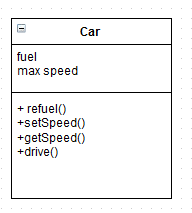 Car
fuel
max speed
+ refuel()
+setSpeed()
+getSpeed()
+drive()